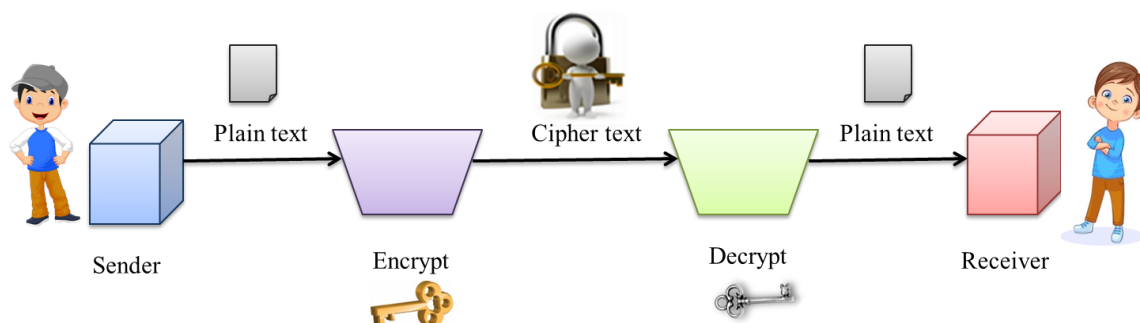 Plain text
Cipher text
Plain text
Sender
Encrypt
Decrypt
Receiver